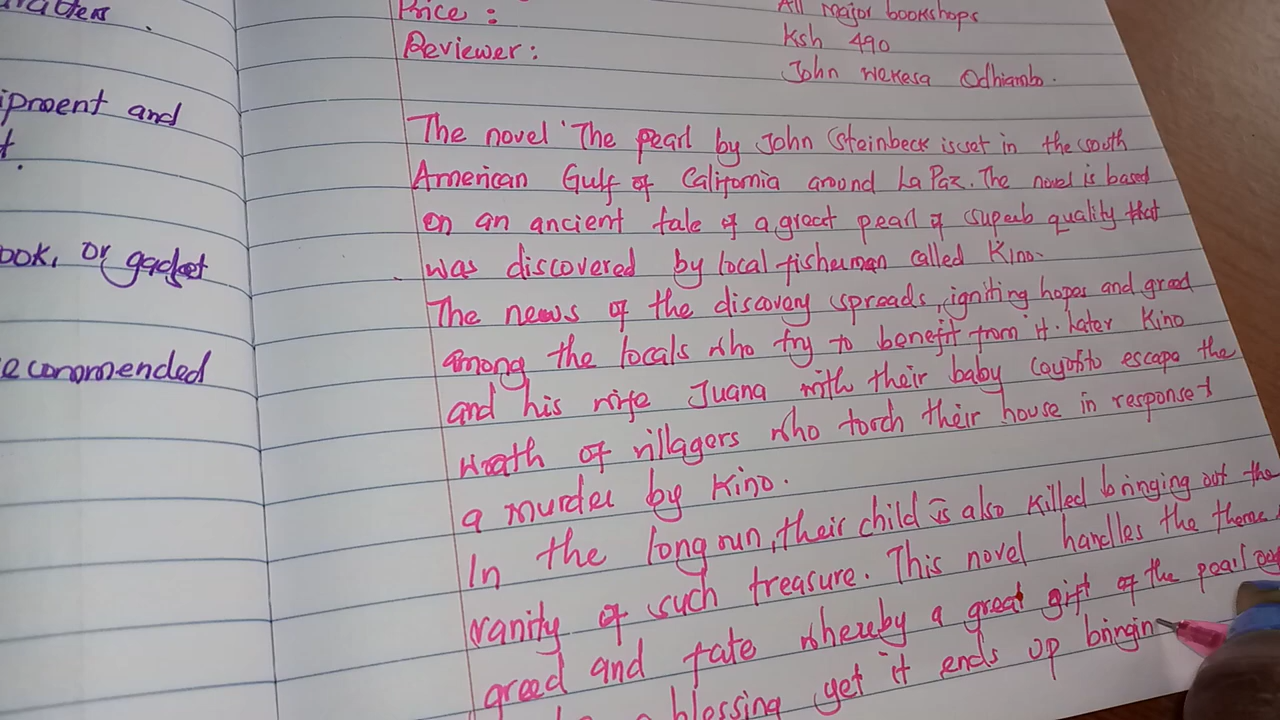 and
ook, or gadget
ecommended
Price : All major bookshops
Ksh 490
Reviewer :
John Wekesa Odhiambo.
The novel 'The pearl by John Steinbeck is set in the south
American Gulf of California around La Paz. The novel is based
on an ancient tale of a great pearl of superb quality that
was discovered by local fisherman called Kino.
The news of the discovery spreads, igniting hopes and greed
among the locals who try to benefit from it. Later Kino
and his wife Juana with their baby to escape the
wrath of villagers who torch their house in response t
a murder by Kino.
In the long run, their child is also killed bringing out the
vanity of such treasure. This novel handles the theme
greed and fate whereby a great gift of the pearl
blessing yet it ends up bringin